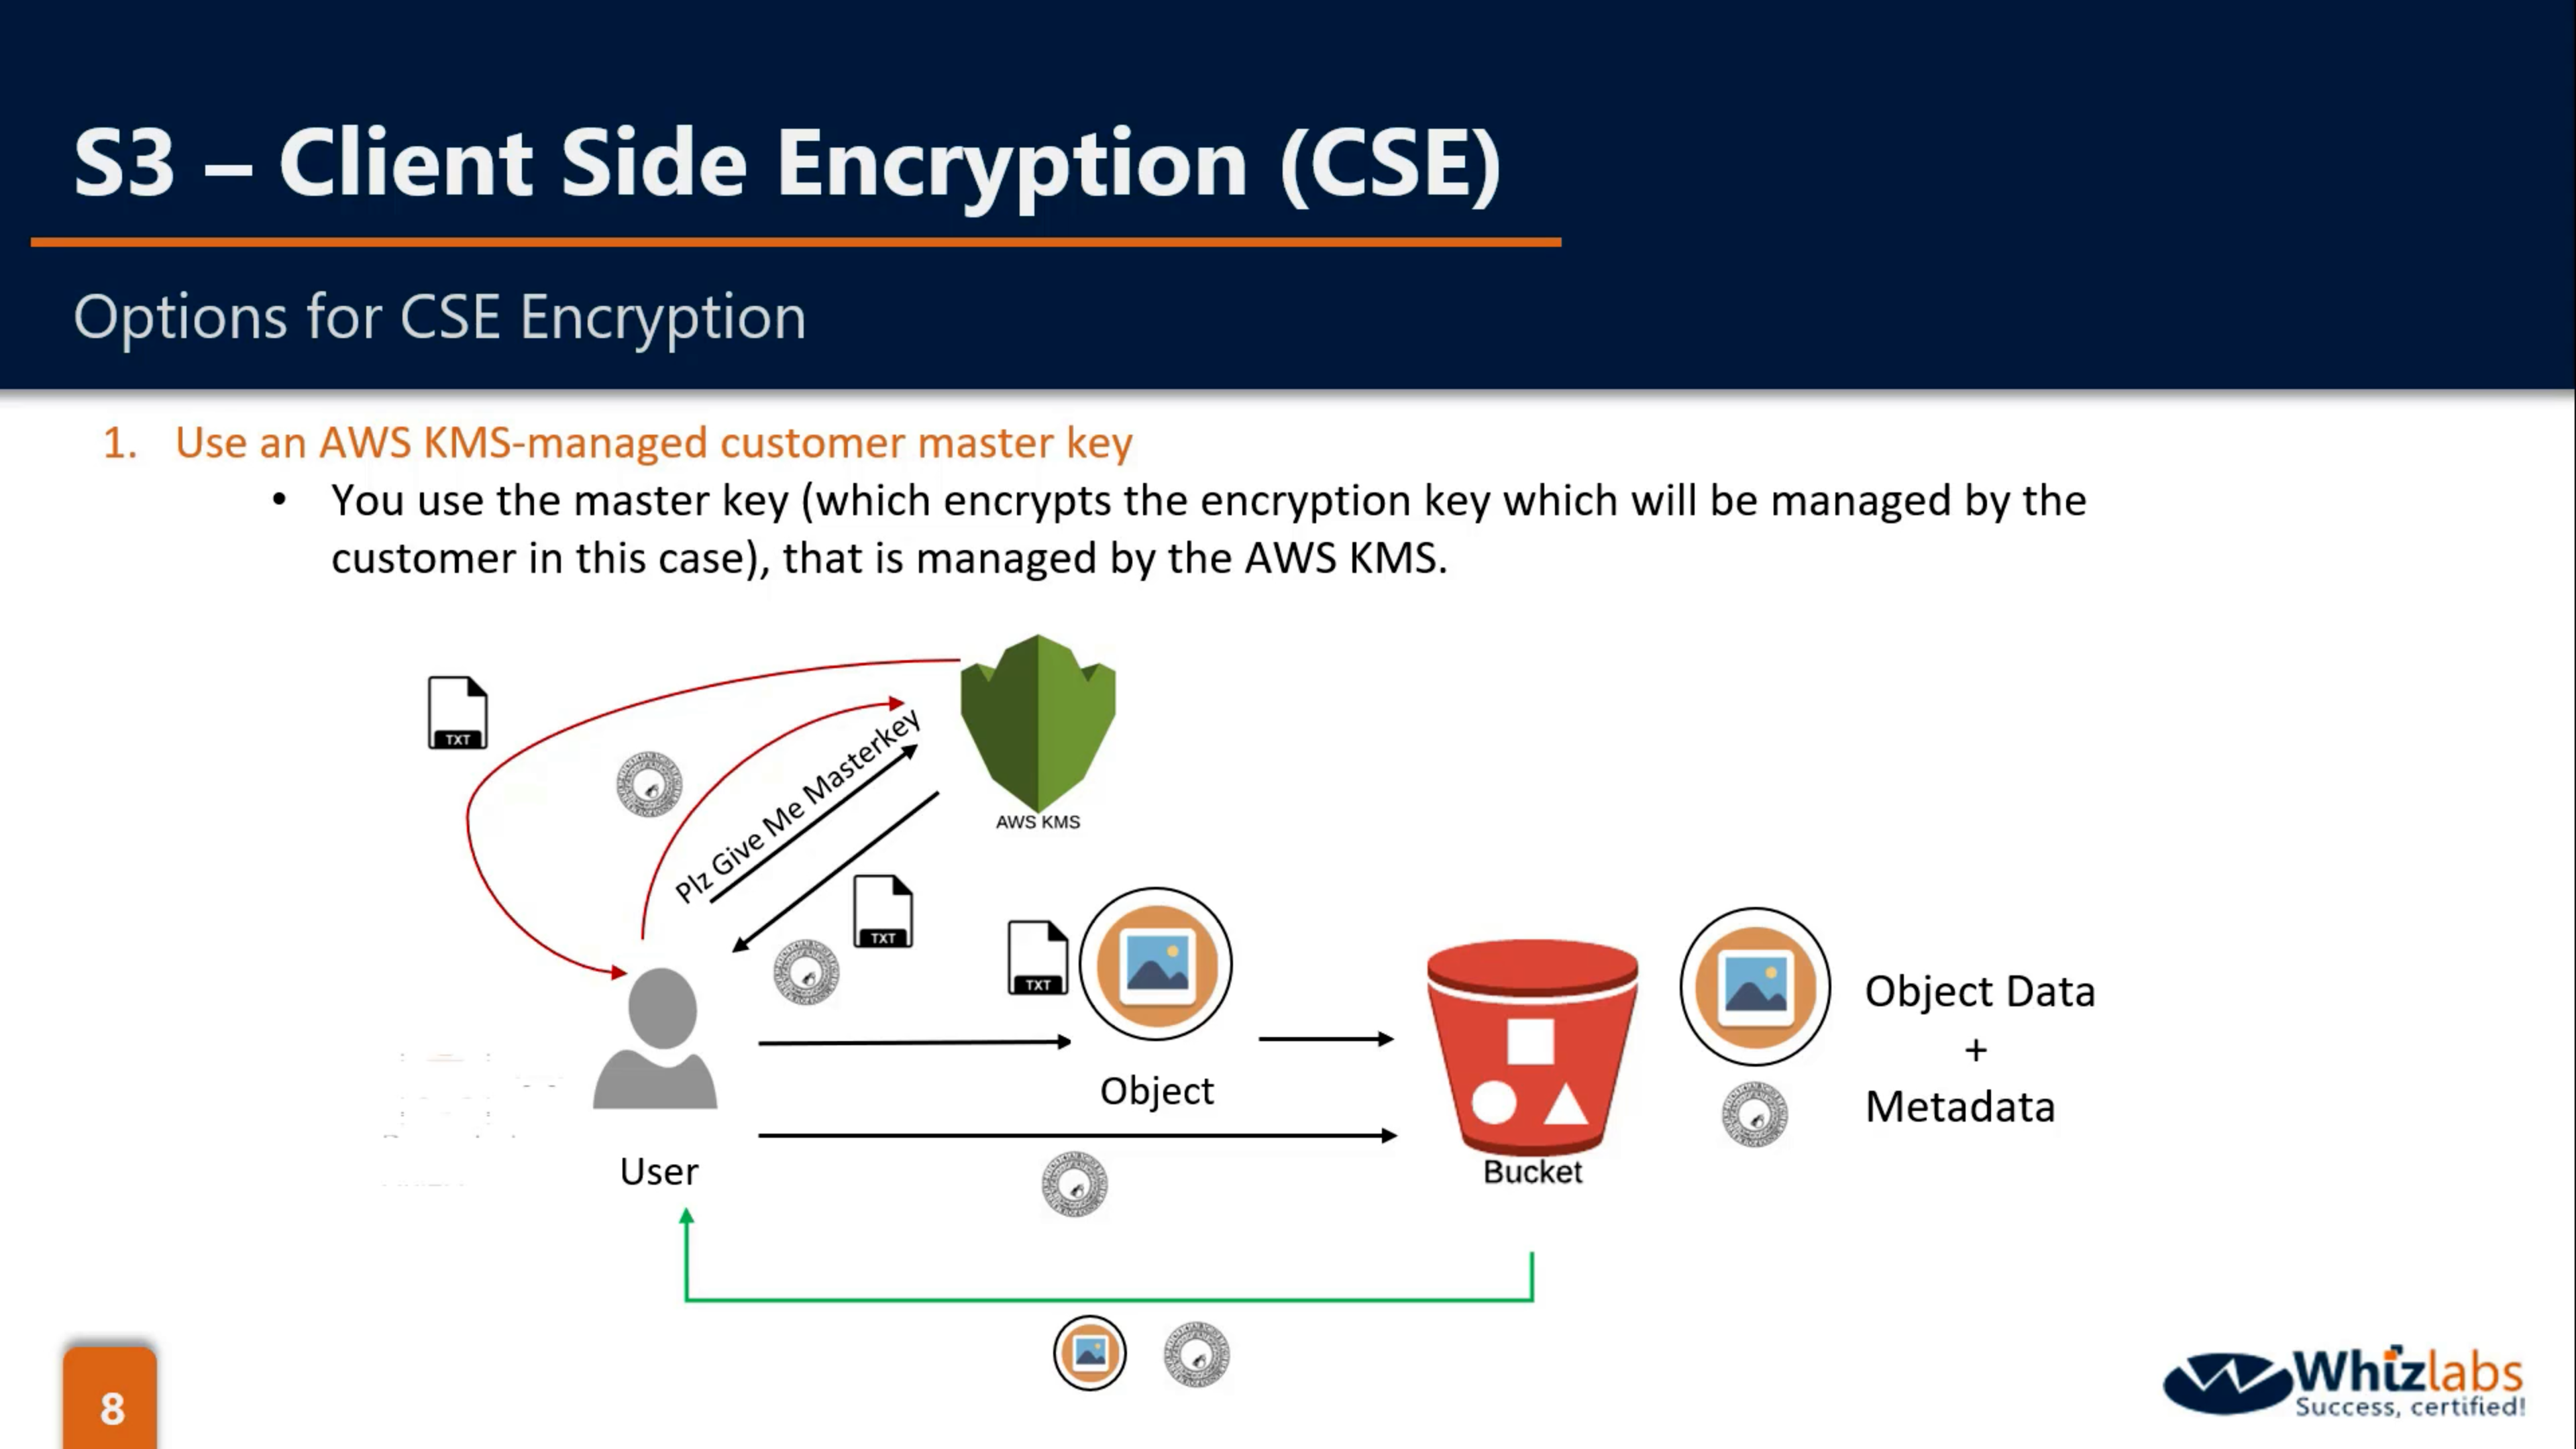 S3 – Client Side Encryption (CSE)
Options for CSE Encryption
1. Use an AWS KMS-managed customer master key
• You use the master key (which encrypts the encryption key which will be managed by the
customer in this case), that is managed by the AWS KMS.
TXT
Plz Give Me Masterkey
AWS KMS
TXT
TXT
Object Data
+
Metadata
Object
User
Bucket
8
Whizlabs
Success, certified!